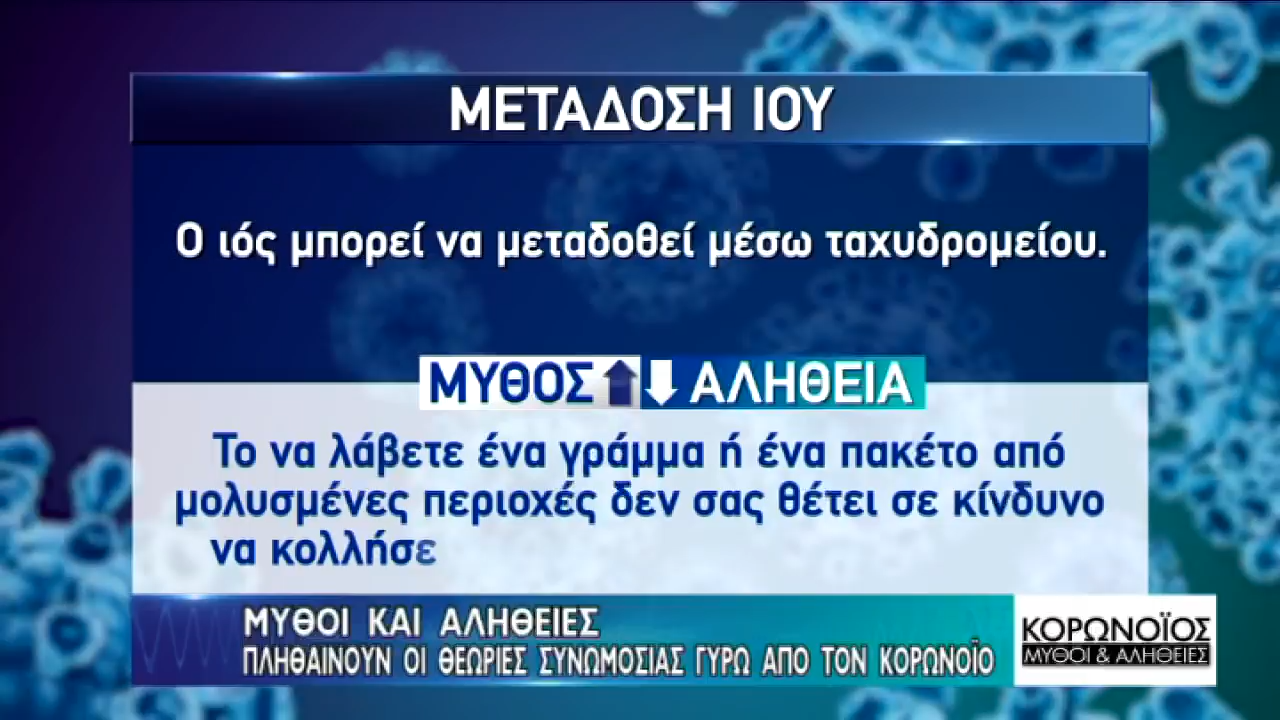 ΜΕΤΑΔΟΣΗ ΙΟΥ
Ο ιός μπορεί να μεταδοθεί μέσω ταχυδρομείου.
ΜΥΘΟΣ ΑΛΗΘΕΙΑ
Το να λάβετε ένα γράμμα ή ένα πακέτο από
μολυσμένες περιοχές δεν σας θέτει σε κίνδυνο
να κολλήσε
ΜΥΘΟΙ ΚΑΙ ΑΛΗΘΕΙΕΣ
ΠΛΗΘΑΙΝΟΥΝ ΟΙ ΘΕΩΡΙΕΣ ΣΥΝΩΜΟΣΙΑΣ ΓΥΡΩ ΑΠΟ ΤΟΝ ΚΟΡΩΝΟΪΟ
ΚΟΡΩΝΟΪΟΣ
ΜΥΘΟΙ & ΑΛΗΘΕΙΕΣ